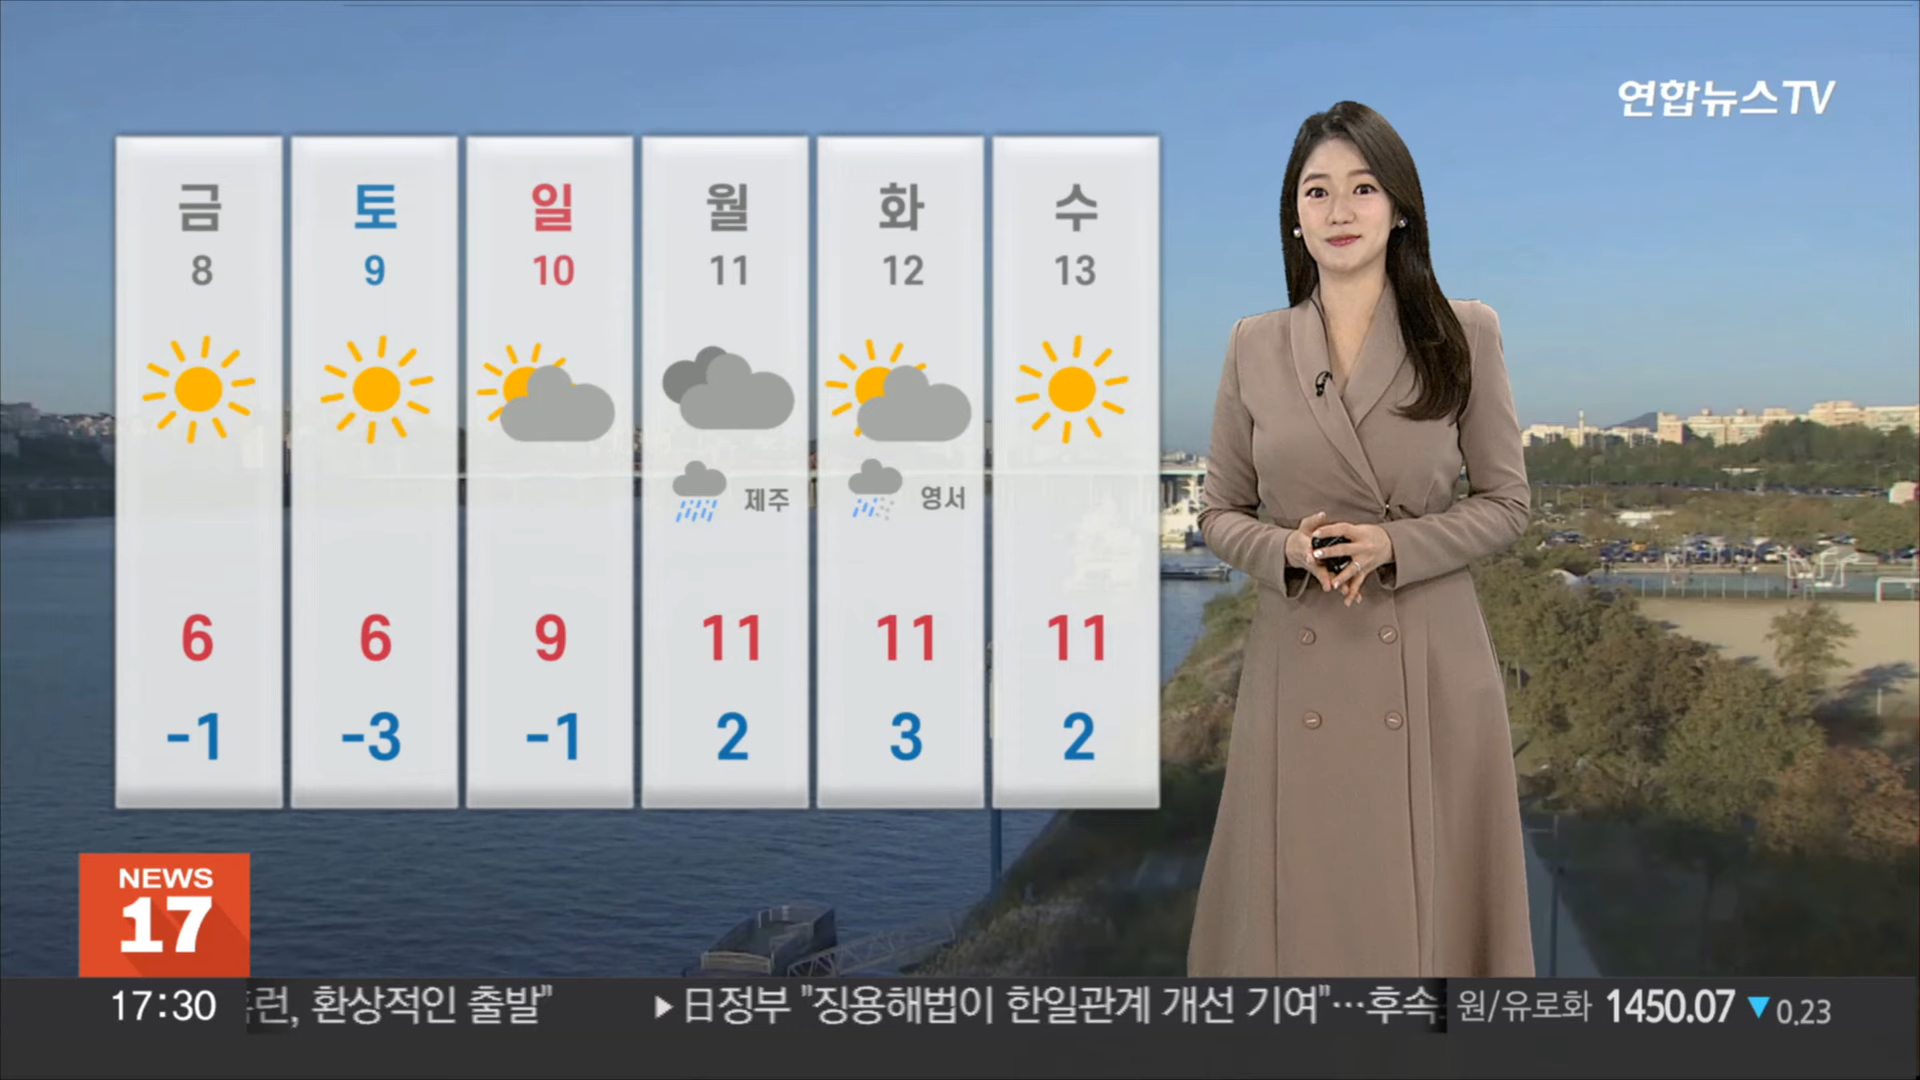 연합뉴스TV
금 토 일 월 화 수
8 9 10 11 12 13
제주 영서
6 6 9 11 11 11
-1 -3 -1 2 3 2
NEWS
17
17:30 런, 환상적인 출발" ▶日정부 "징용해법이 한일관계 개선 기여"…후속 원/유로화 1450.07 ▼0.23